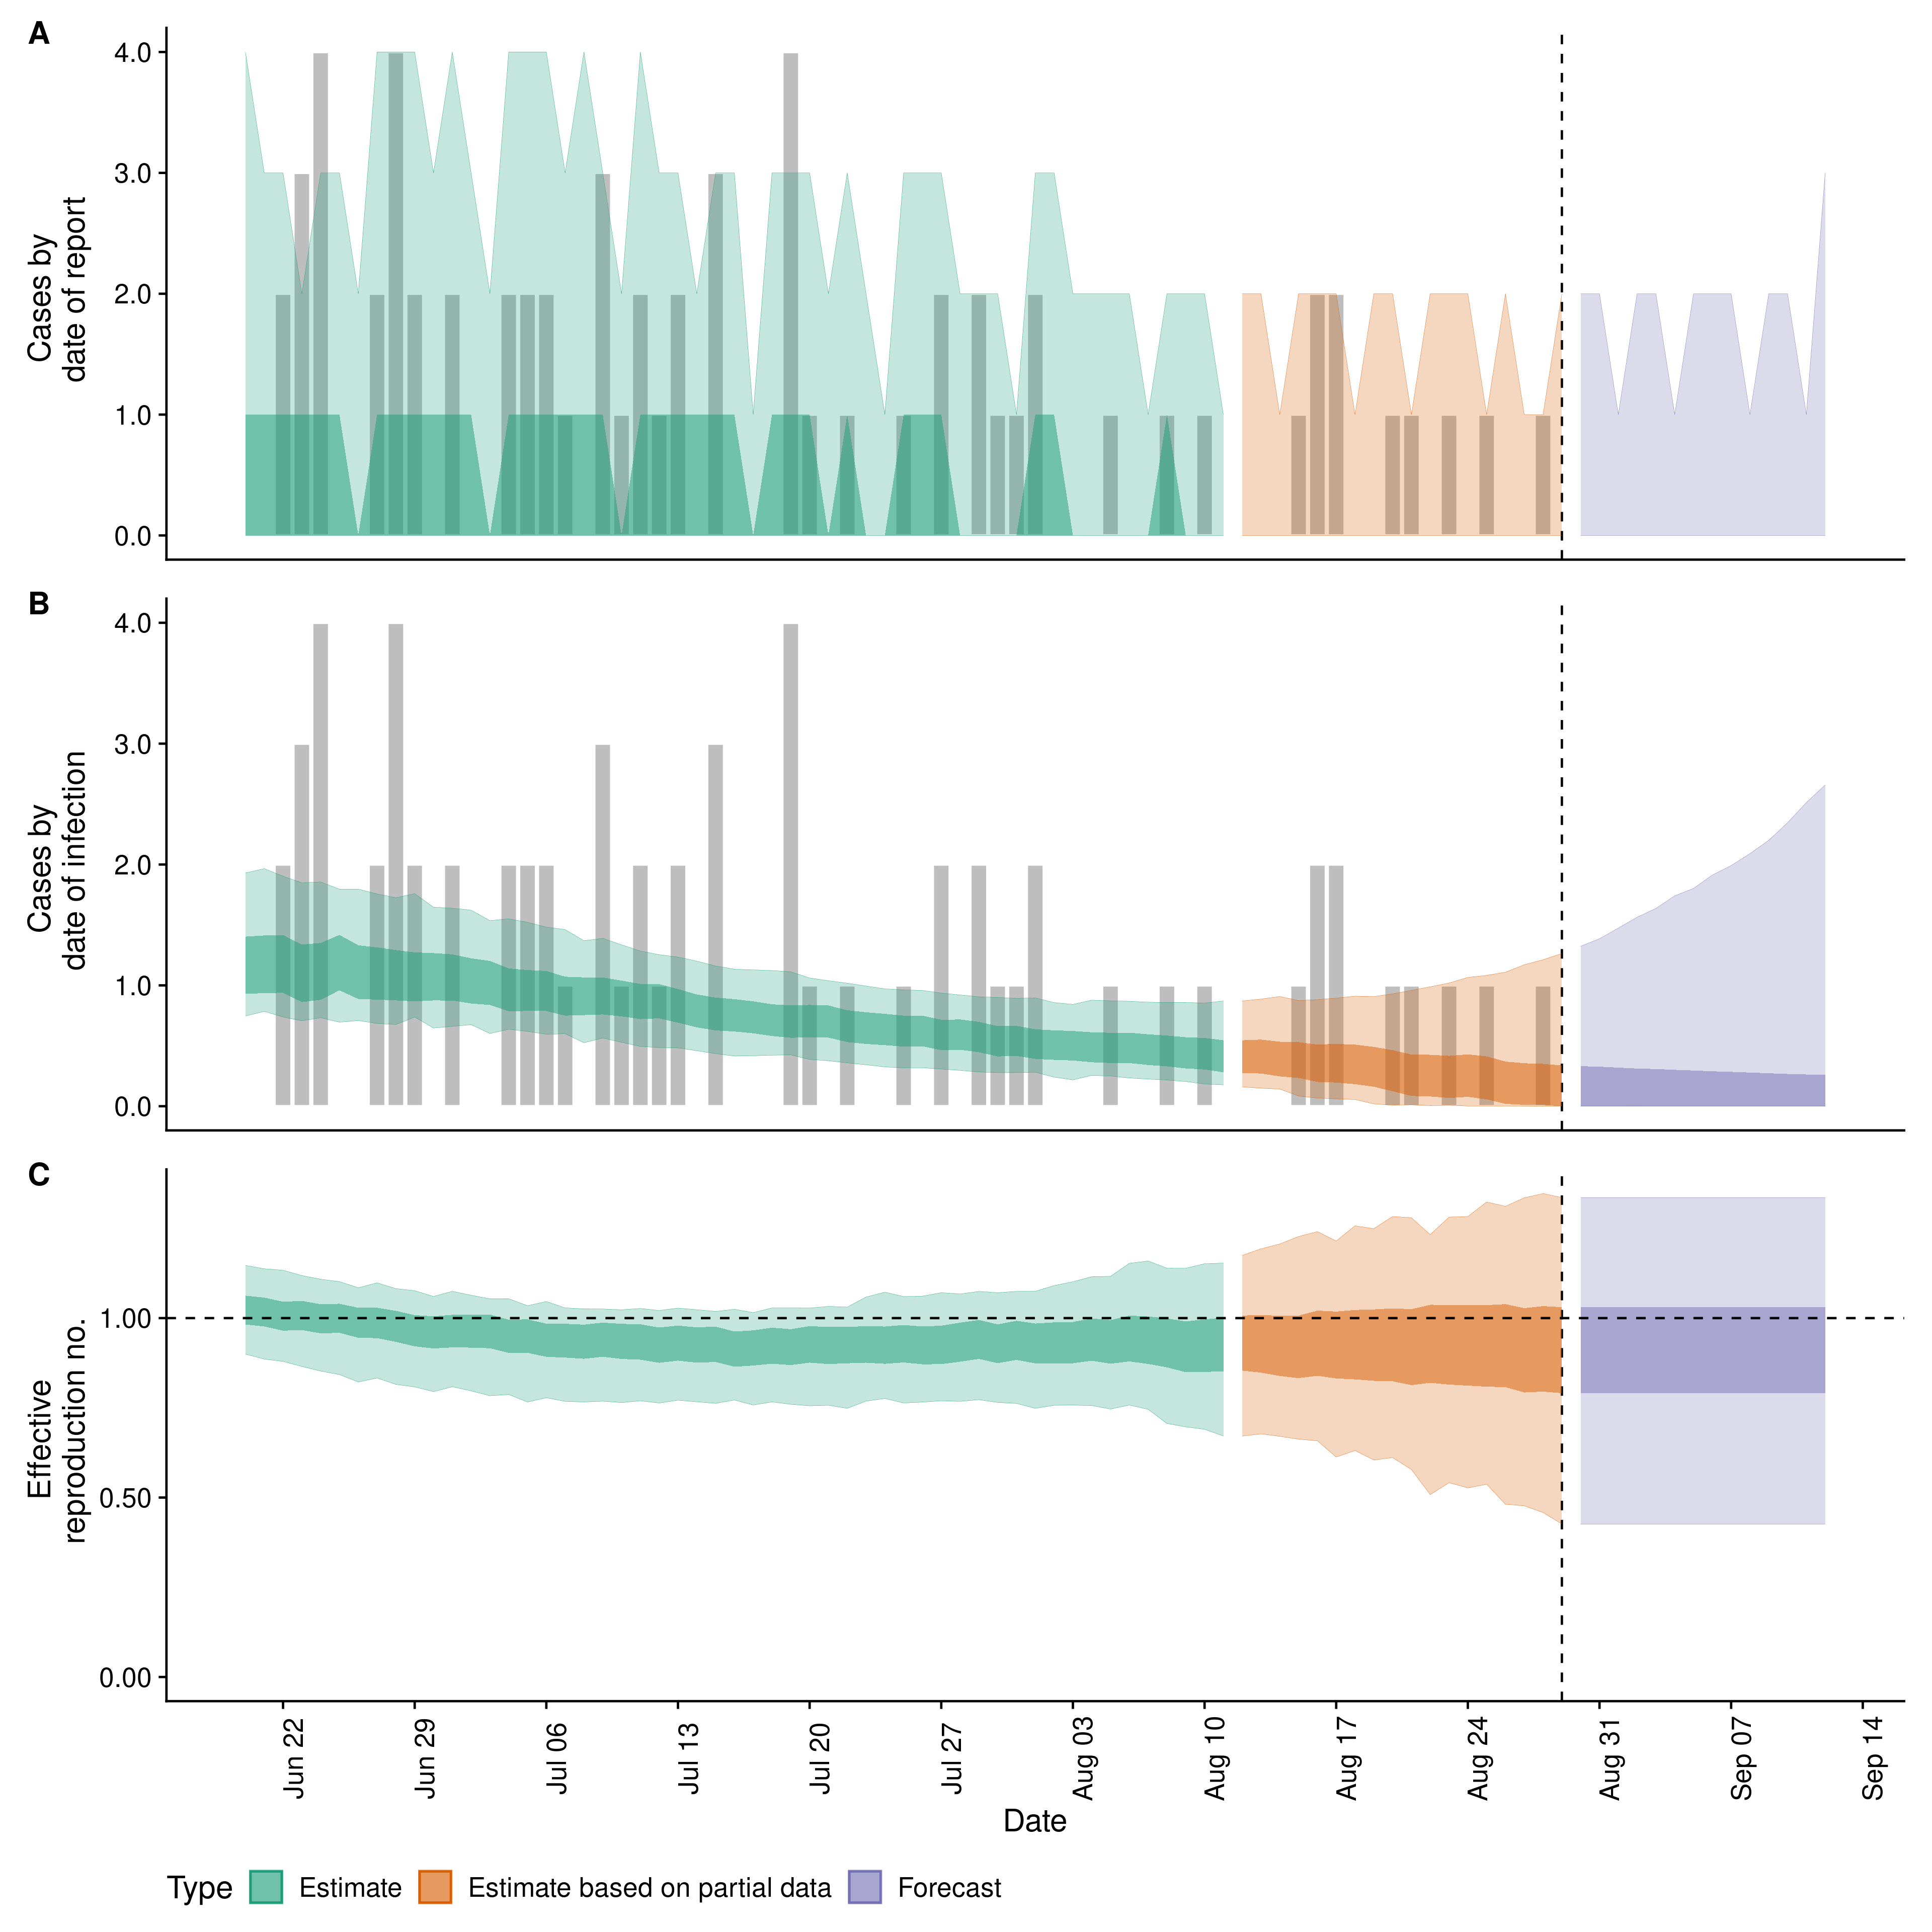 A
4.0
3.0
2.0
1.0
0.0
Cases by
date of report
B
4.0
3.0
2.0
1.0
0.0
Cases by
date of infection
C
1.00
0.50
0.00
Effective
reproduction no.
Jun 22
Jun 29
Jul 06
Jul 13
Jul 20
Jul 27
Aug 03
Aug 10
Aug 17
Aug 24
Aug 31
Sep 07
Sep 14
Date
Type Estimate Estimate based on partial data Forecast